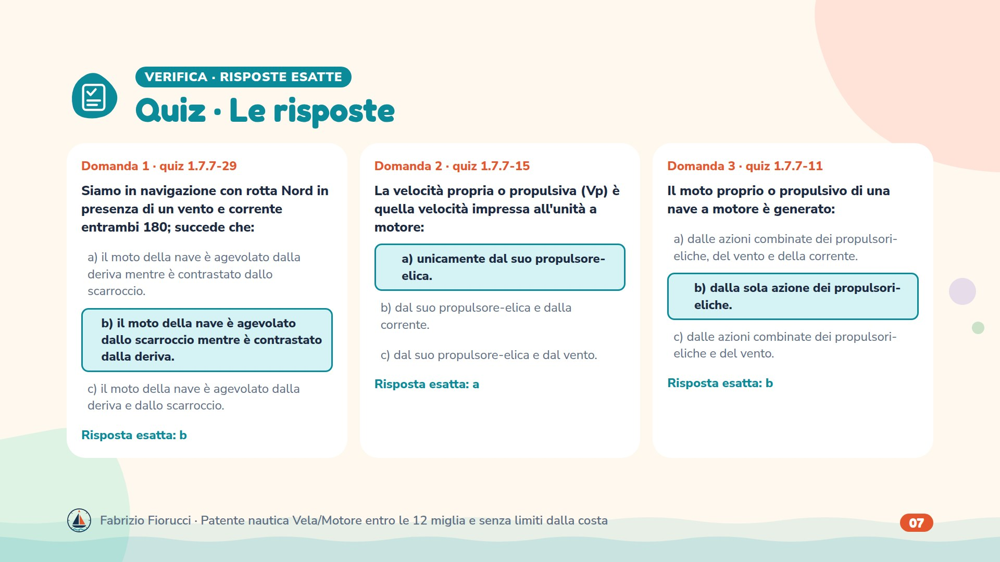 VERIFICA · RISPOSTE ESATTE
Quiz · Le risposte
Domanda 1 · quiz 1.7.7-29
Siamo in navigazione con rotta Nord in
presenza di un vento e corrente
entrambi 180; succede che:
a) il moto della nave è agevolato dalla
deriva mentre è contrastato dallo
scarroccio.
b) il moto della nave è agevolato
dallo scarroccio mentre è contrastato
dalla deriva.
c) il moto della nave è agevolato dalla
deriva e dallo scarroccio.
Risposta esatta: b
Domanda 2 · quiz 1.7.7-15
La velocità propria o propulsiva (Vp) è
quella velocità impressa all'unità a
motore:
a) unicamente dal suo propulsore-
elica.
b) dal suo propulsore-elica e dalla
corrente.
c) dal suo propulsore-elica e dal vento.
Risposta esatta: a
Domanda 3 · quiz 1.7.7-11
Il moto proprio o propulsivo di una
nave a motore è generato:
a) dalle azioni combinate dei propulsori-
eliche, del vento e della corrente.
b) dalla sola azione dei propulsori-
eliche.
c) dalle azioni combinate dei propulsori-
eliche e del vento.
Risposta esatta: b
Fabrizio Fiorucci · Patente nautica Vela/Motore entro le 12 miglia e senza limiti dalla costa
07